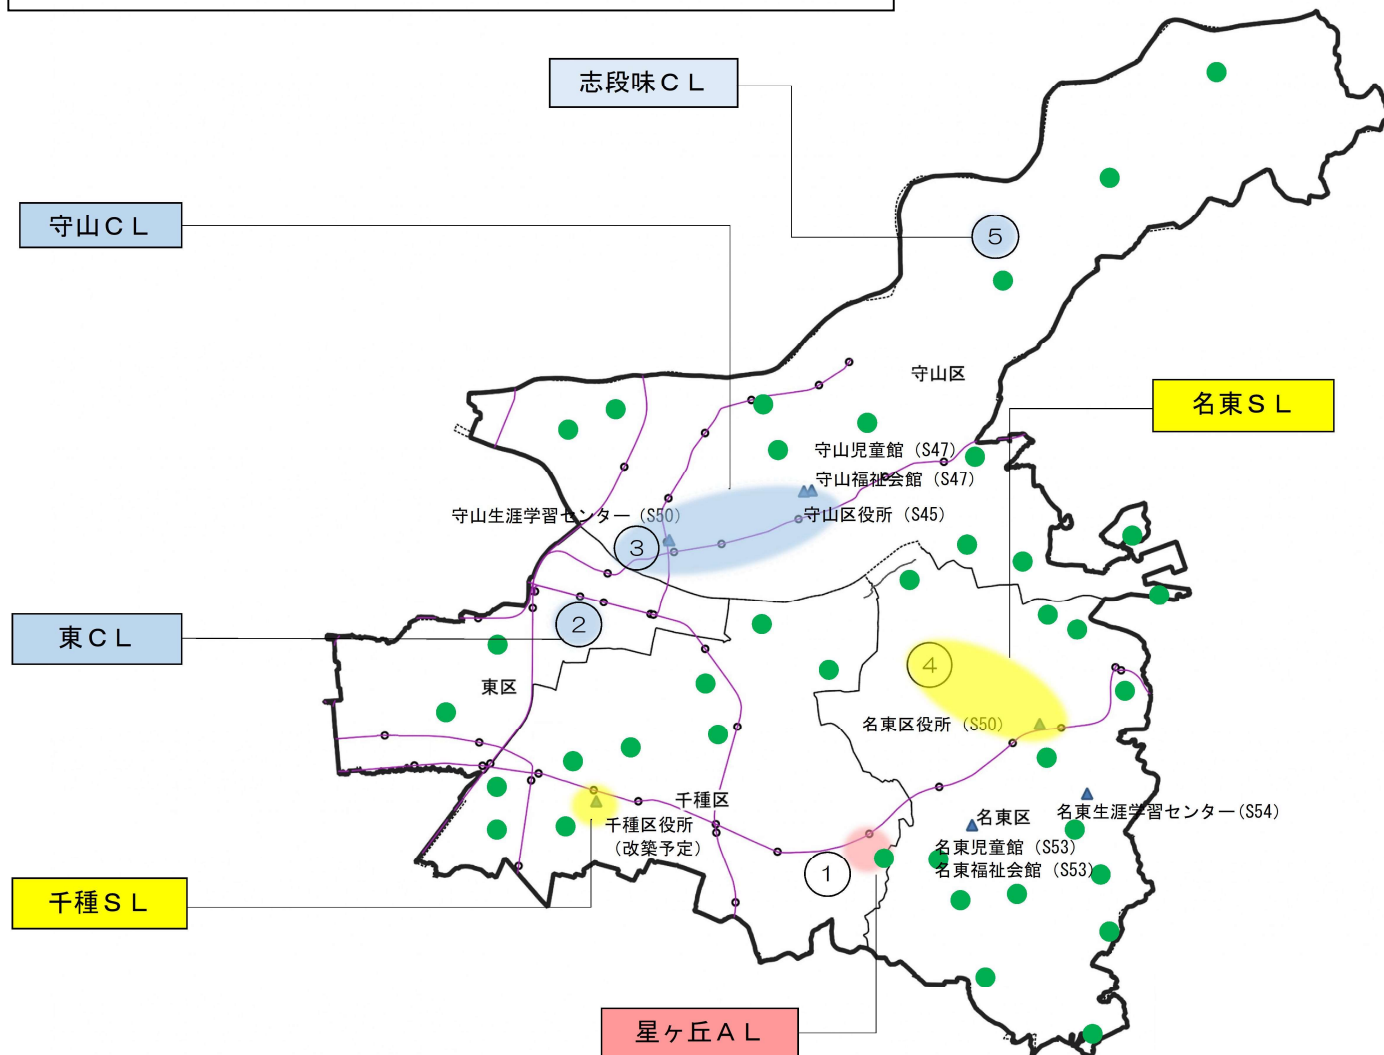 志段味ＣＬ
守山ＣＬ
⑤
守山区
名東ＳＬ
守山児童館（S47）
守山福祉会館（S47）
守山生涯学習センター（S50）
守山区役所（S45）
③
東ＣＬ
②
④
東区
名東区役所（S50）
千種区
名東生涯学習センター(S54)
名東区
千種区役所
（改築予定）
名東児童館（S53）
名東福祉会館（S53）
①
千種ＳＬ
星ヶ丘ＡＬ